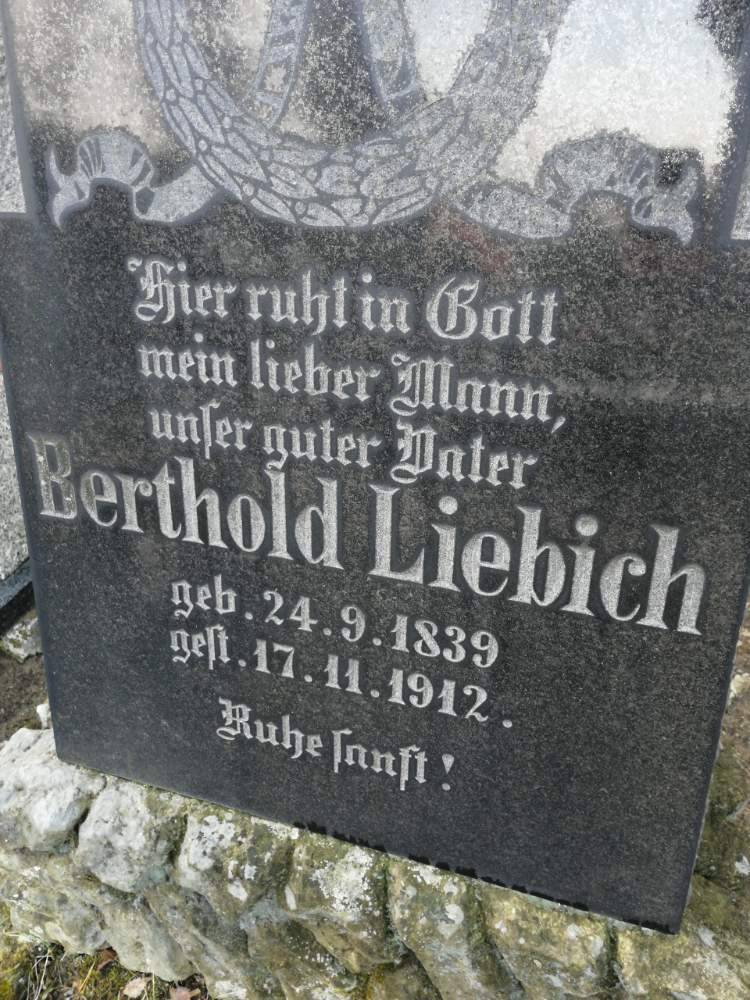 Hier ruht in Gott
mein lieber Mann,
unser guter Vater
Berthold Liebich
geb. 24.9.1839
gest. 17.11.1912.
Ruhe sanft!